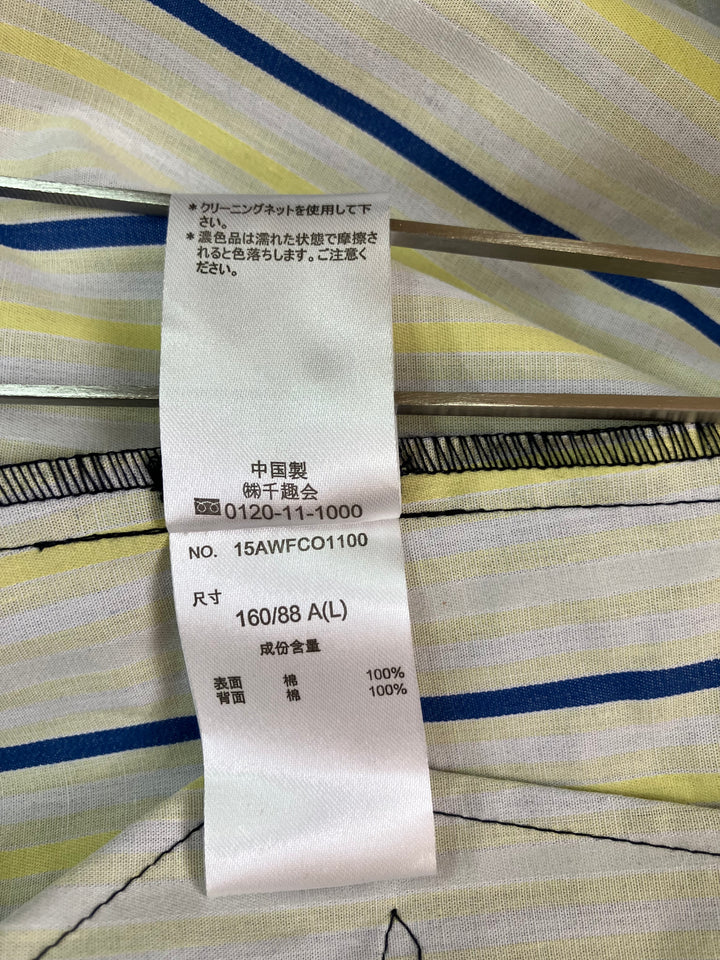 ＊クリーニングネットを使用して下
さい。
＊濃色品は濡れた状態で摩擦さ
れると色落ちします。ご注意
ください。
中国製
㈱千趣会
0120-11-1000
NO. 15AWFCO1100
尺寸
160/88 A(L)
成份含量
表面 棉 100%
背面 棉 100%